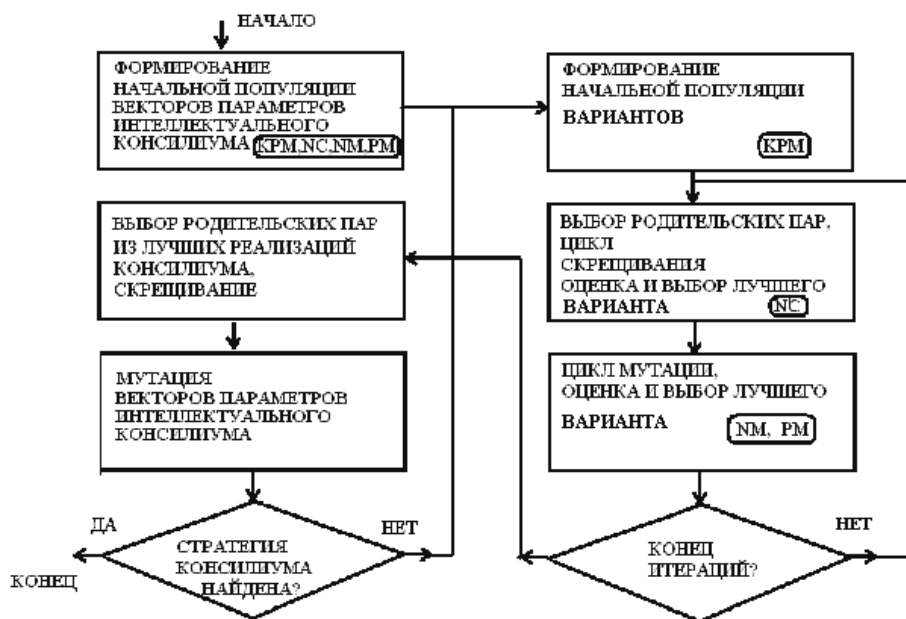 НАЧАЛО
ФОРМИРОВАНИЕ
НАЧАЛЬНОЙ ПОПУЛЯЦИИ
ВЕКТОРОВ ПАРАМЕТРОВ
ИНТЕЛЛЕКТУАЛЬНОГО
КОНСИЛИУМА KPM,NC,NM,PM
ВЫБОР РОДИТЕЛЬСКИХ ПАР
ИЗ ЛУЧШИХ РЕАЛИЗАЦИЙ
КОНСИЛИУМА,
СКРЕЩИВАНИЕ
МУТАЦИЯ
ВЕКТОРОВ ПАРАМЕТРОВ
ИНТЕЛЛЕКТУАЛЬНОГО
КОНСИЛИУМА
ДА
НЕТ
СТРАТЕГИЯ
КОНСИЛИУМА
НАЙДЕНА?
КОНЕЦ
ФОРМИРОВАНИЕ
НАЧАЛЬНОЙ ПОПУЛЯЦИИ
ВАРИАНТОВ
KPM
ВЫБОР РОДИТЕЛЬСКИХ ПАР,
ЦИКЛ
СКРЕЩИВАНИЯ
ОЦЕНКА И ВЫБОР ЛУЧШЕГО
ВАРИАНТА NC
ЦИКЛ МУТАЦИИ,
ОЦЕНКА И ВЫБОР ЛУЧШЕГО
ВАРИАНТА NM, PM
НЕТ
КОНЕЦ
ИТЕРАЦИЙ?